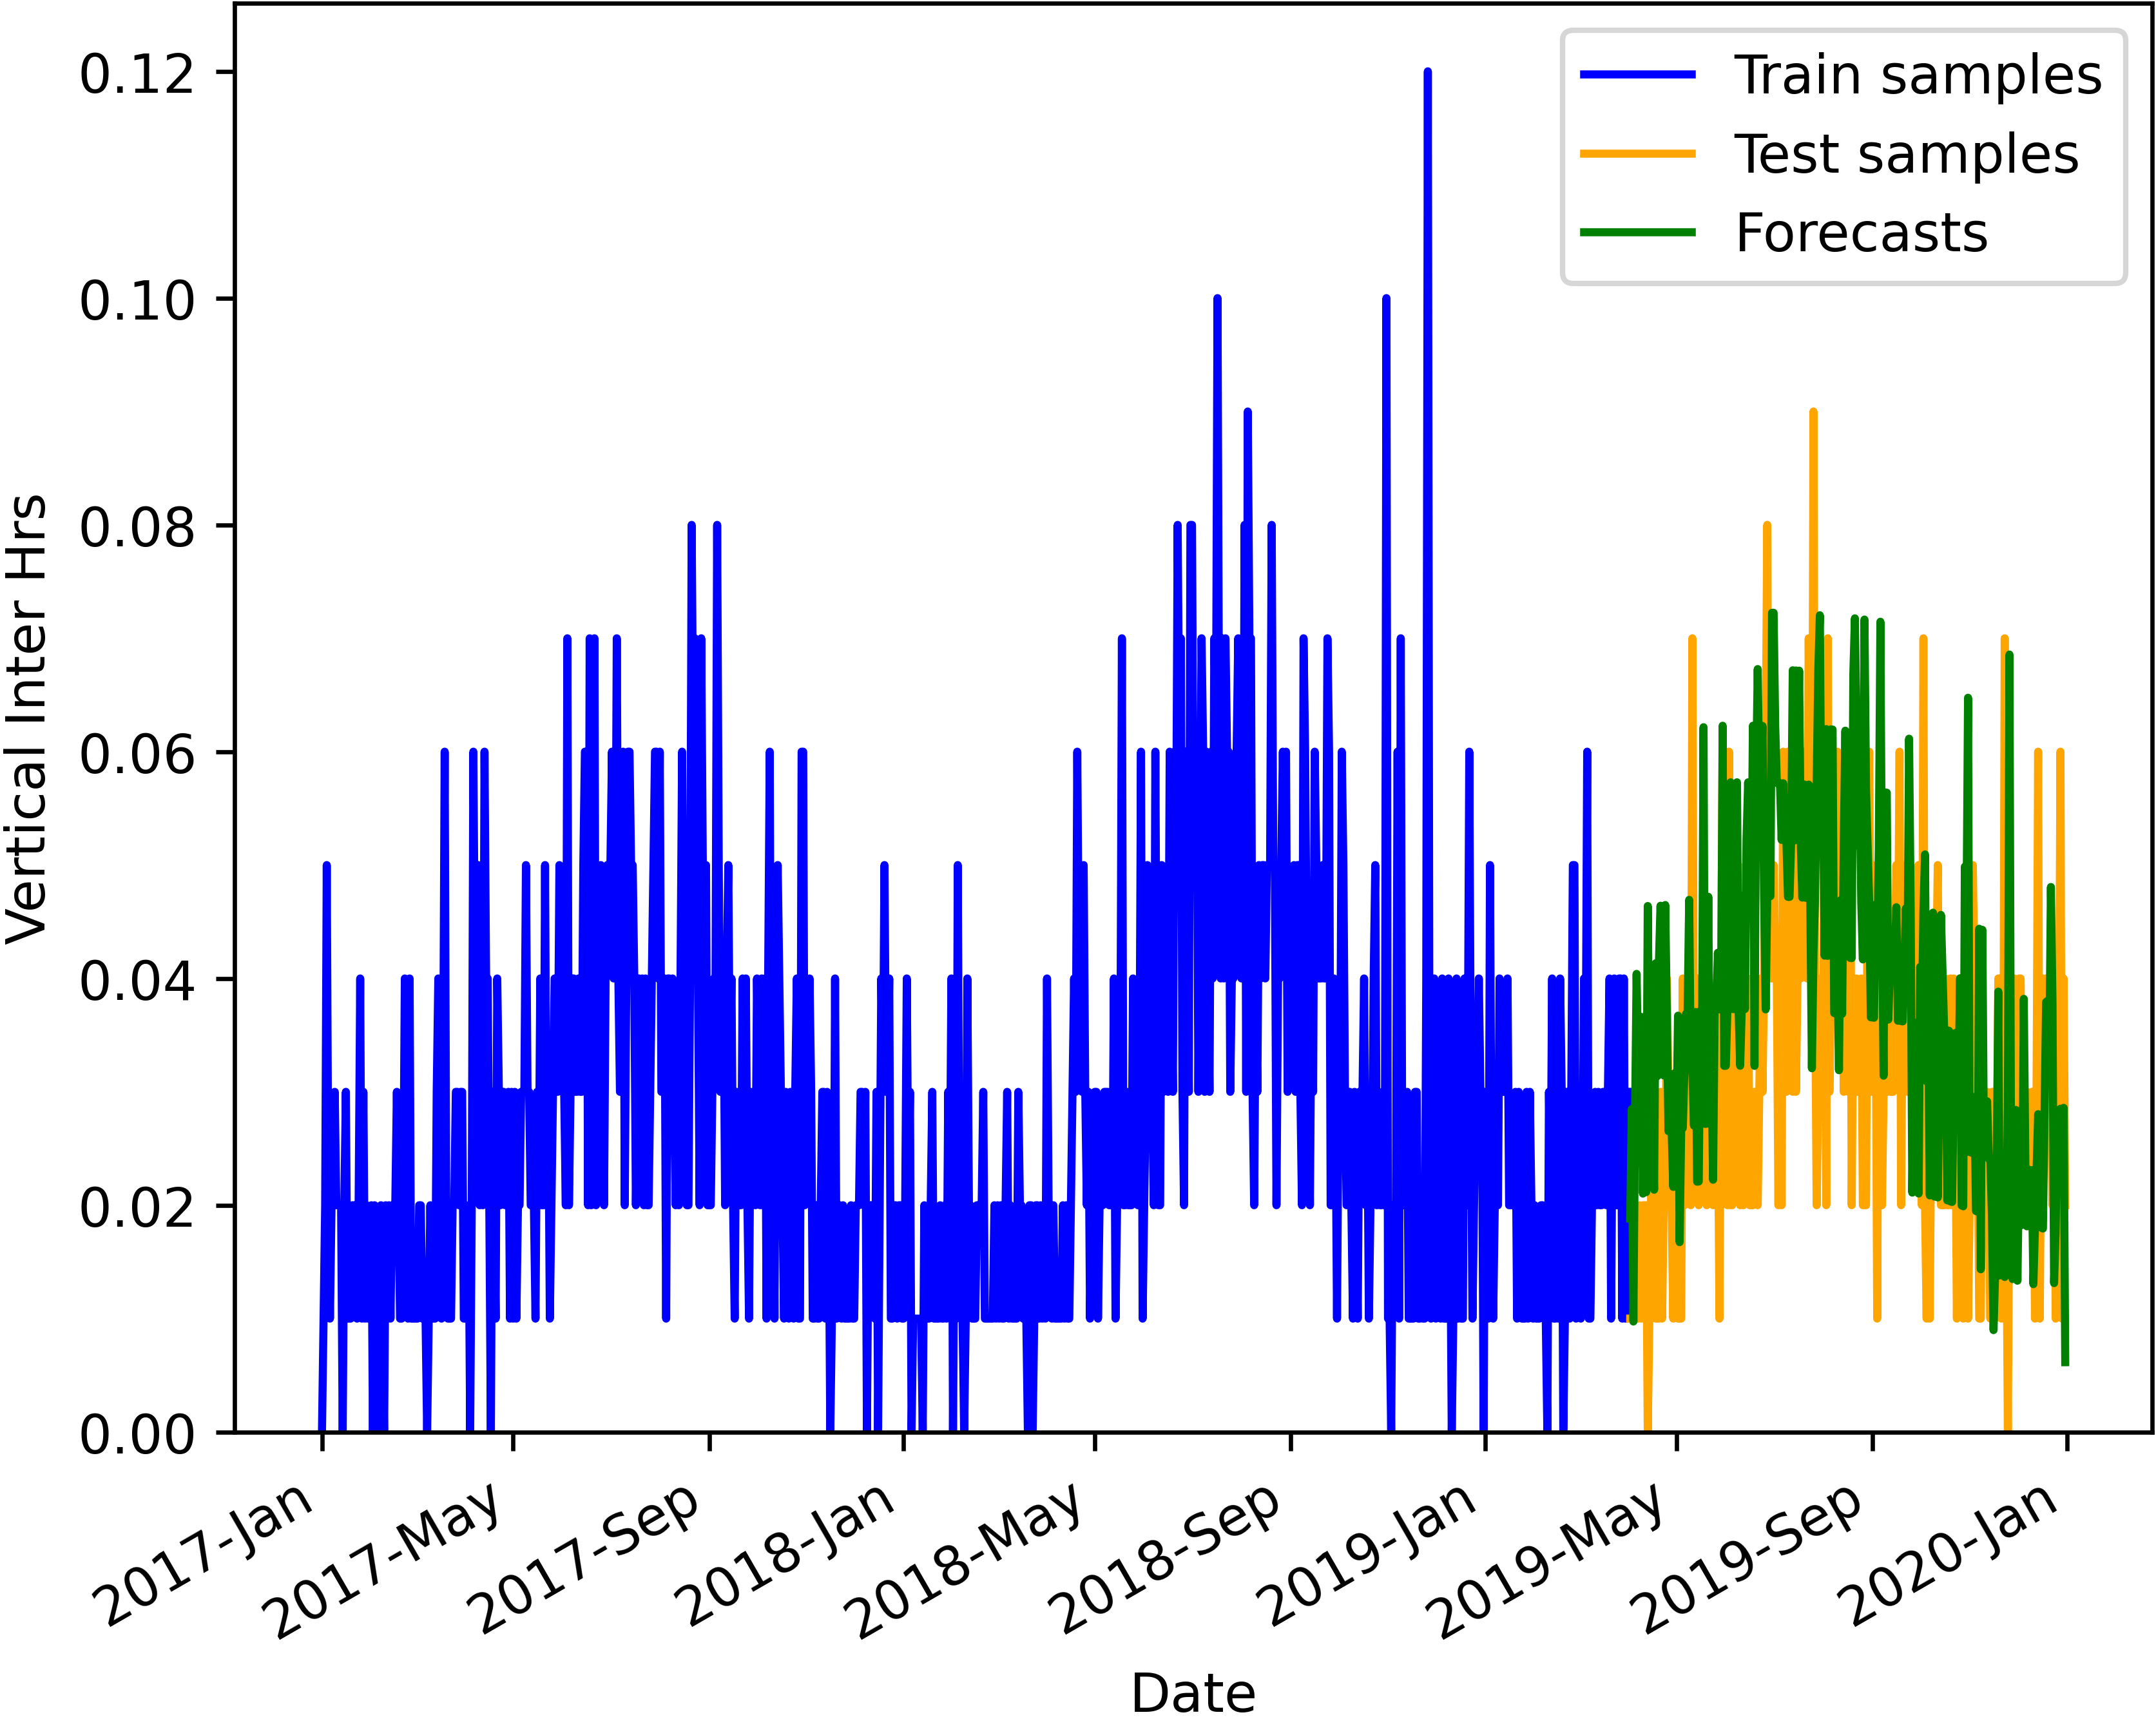 Train samples
Test samples
Forecasts
0.12
0.10
0.08
0.06
0.04
0.02
0.00
Vertical Inter Hrs
2017-Jan
2017-May
2017-Sep
2018-Jan
2018-May
2018-Sep
2019-Jan
2019-May
2019-Sep
2020-Jan
Date